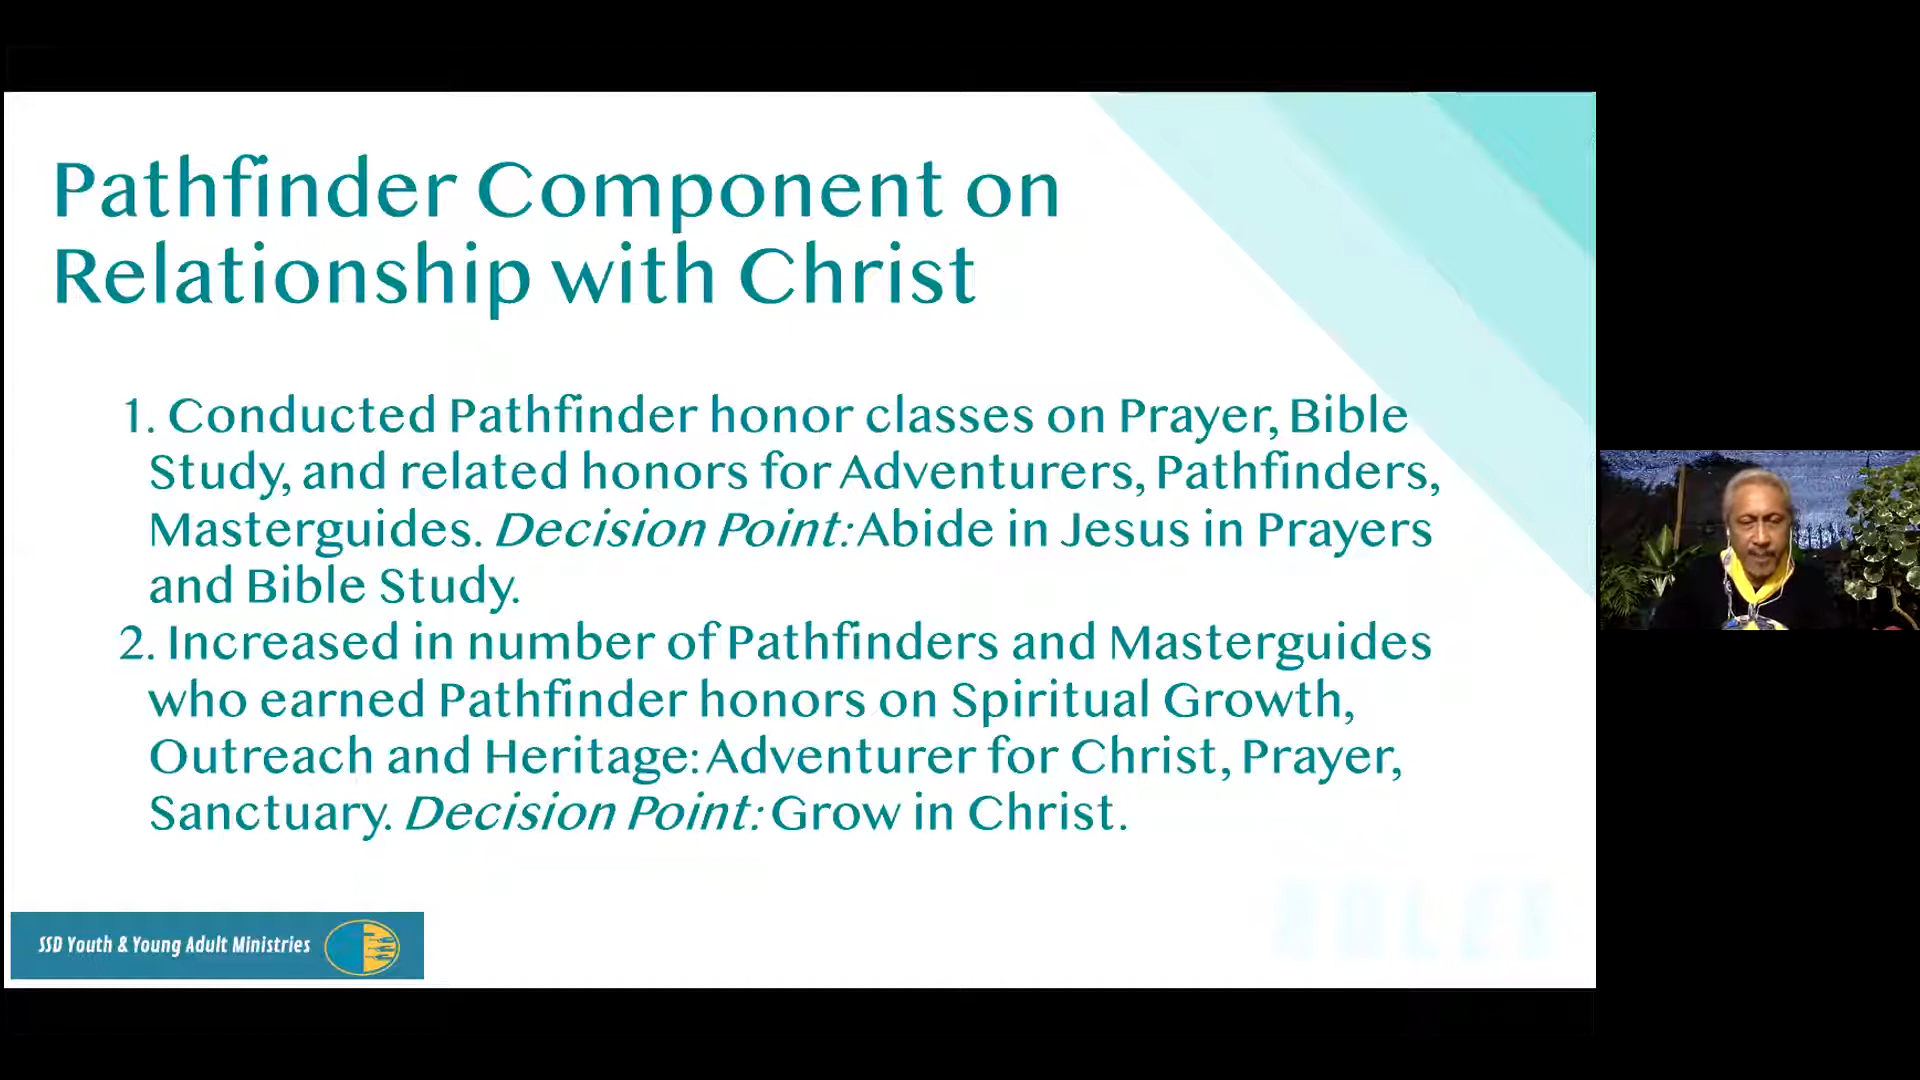 Pathfinder Component on
Relationship with Christ
1. Conducted Pathfinder honor classes on Prayer, Bible
Study, and related honors for Adventurers, Pathfinders,
Masterguides. Decision Point: Abide in Jesus in Prayers
and Bible Study.
2. Increased in number of Pathfinders and Masterguides
who earned Pathfinder honors on Spiritual Growth,
Outreach and Heritage: Adventurer for Christ, Prayer,
Sanctuary. Decision Point: Grow in Christ.
SSD Youth & Young Adult Ministries